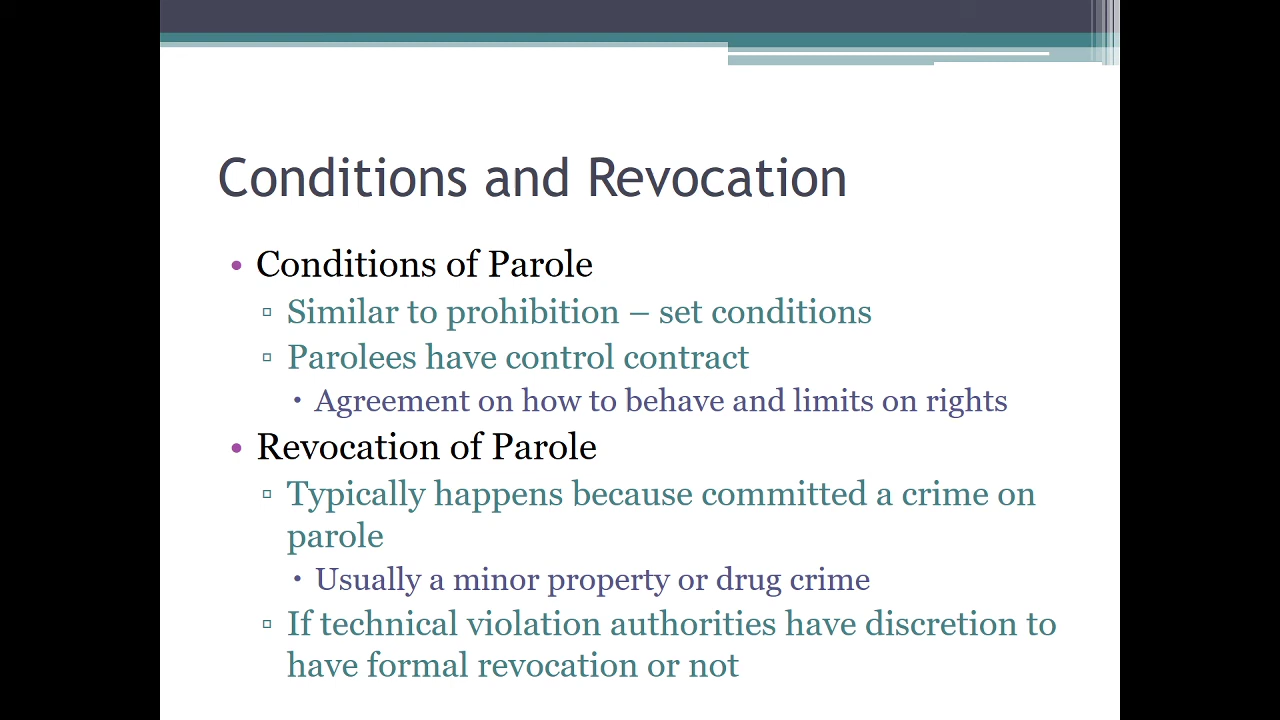 Conditions and Revocation
• Conditions of Parole
▫ Similar to prohibition – set conditions
▫ Parolees have control contract
▪ Agreement on how to behave and limits on rights
• Revocation of Parole
▫ Typically happens because committed a crime on
parole
▪ Usually a minor property or drug crime
▫ If technical violation authorities have discretion to
have formal revocation or not